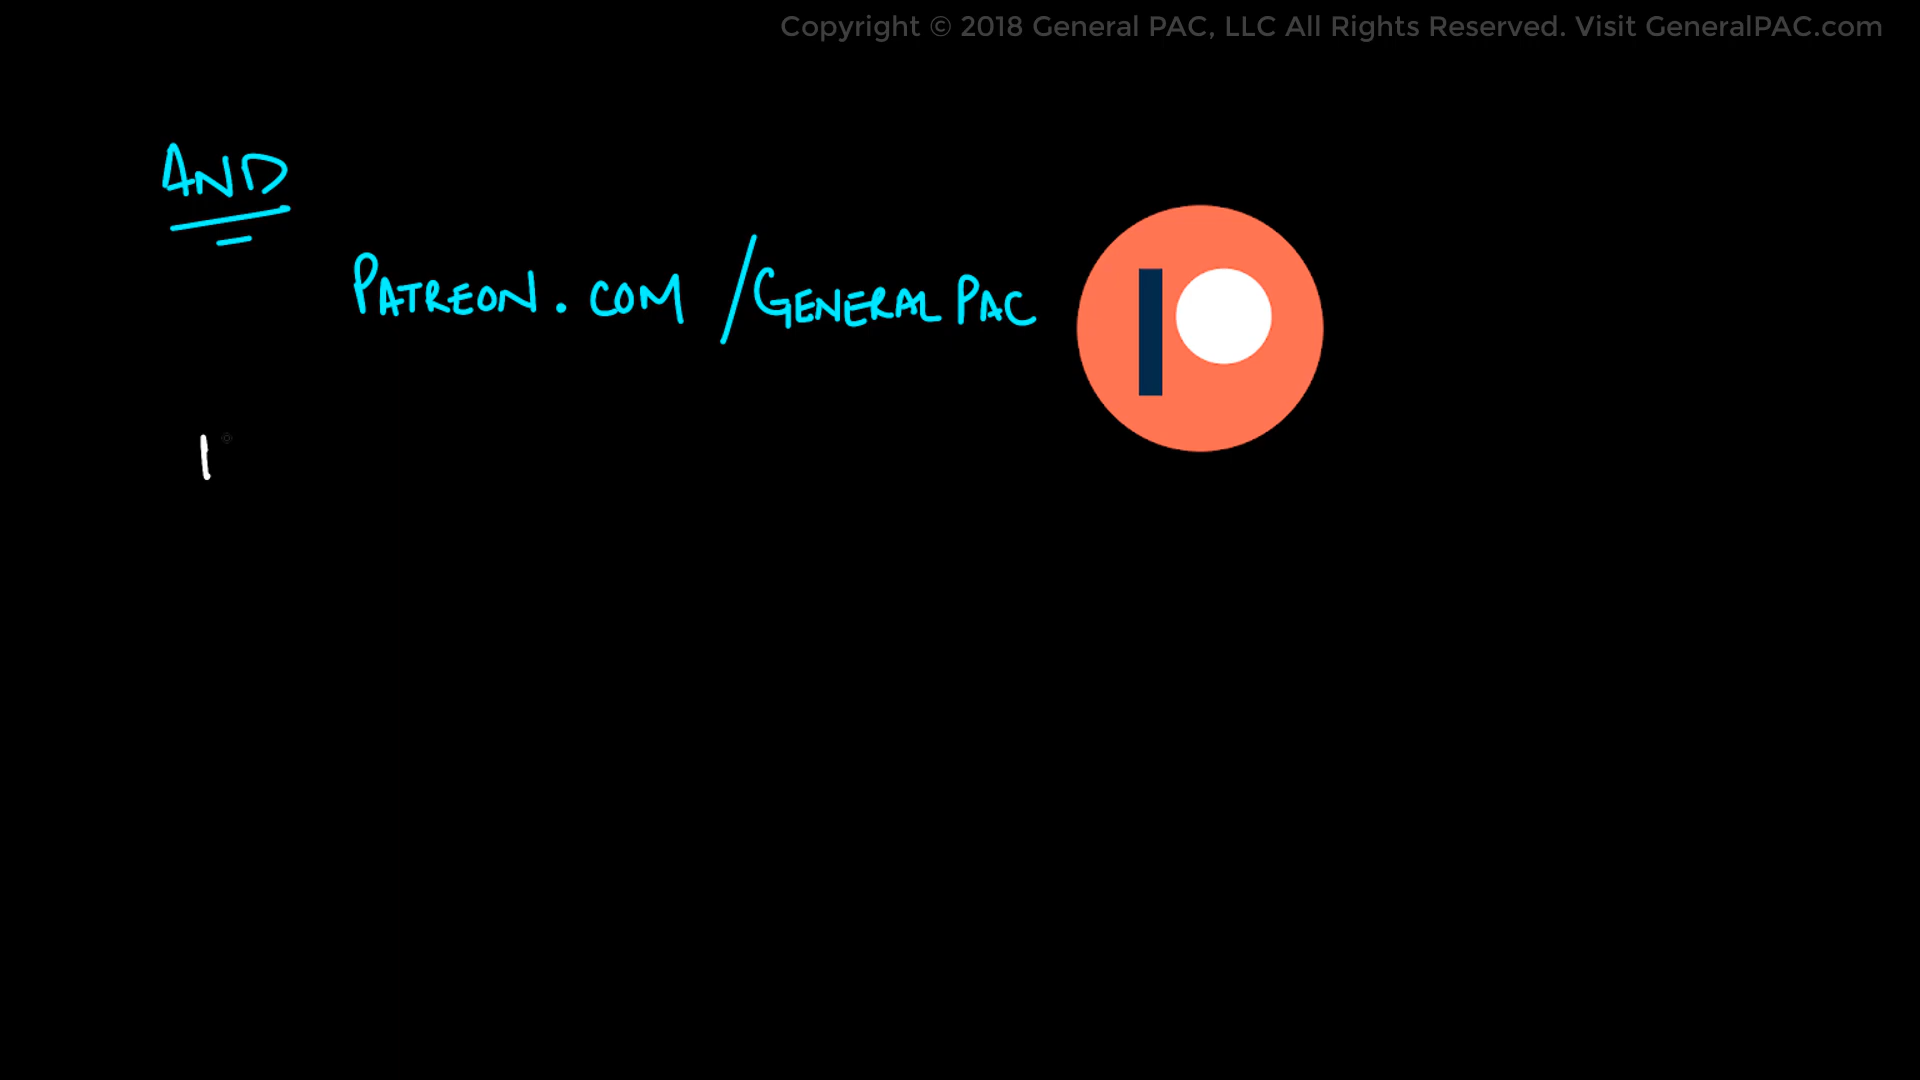 Copyright © 2018 General PAC, LLC All Rights Reserved. Visit GeneralPAC.com
AND
PATREON.COM/GENERAL PAC